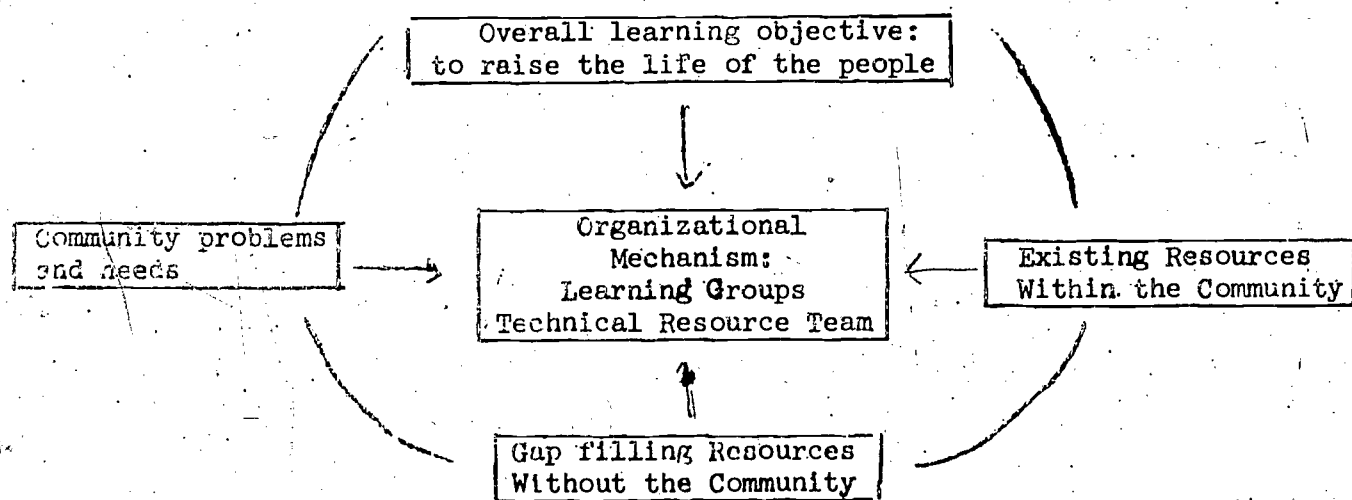 Overall learning objective:
to raise the life of the people
Community problems
and needs
Organizational
Mechanism:
Learning Groups
Technical Resource Team
Existing Resources
Within the Community
Gap filling Resources
Without the Community